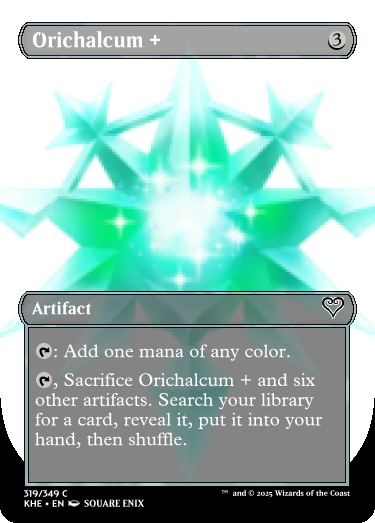 Orichalcum + 3
Artifact
: Add one mana of any color.
, Sacrifice Orichalcum + and six
other artifacts. Search your library
for a card, reveal it, put it into your
hand, then shuffle.
319/349 C
KHE • EN SQUARE ENIX
™ and © 2025 Wizards of the Coast